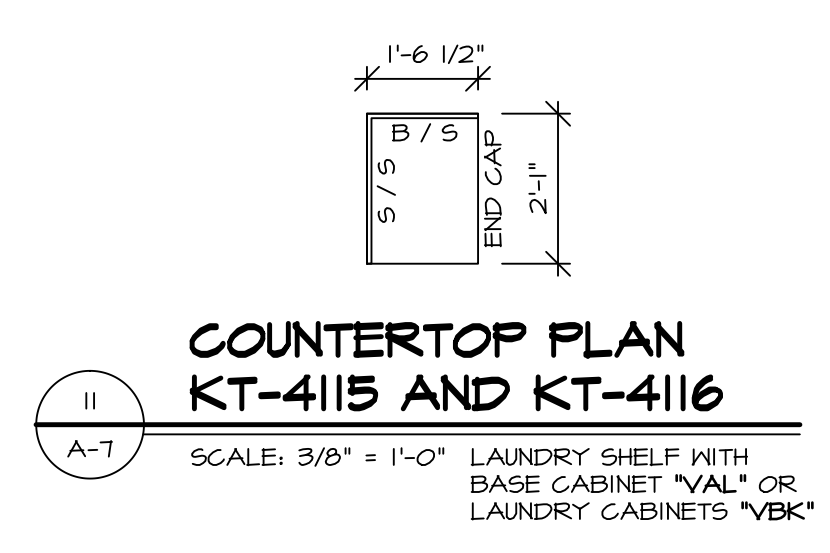 1'-6 1/2"
B / S
S / S
END CAP
2'-1"
COUNTERTOP PLAN
KT-4115 AND KT-4116
11
A-7
SCALE: 3/8" = 1'-0"
LAUNDRY SHELF WITH
BASE CABINET "VAL" OR
LAUNDRY CABINETS "VBK"